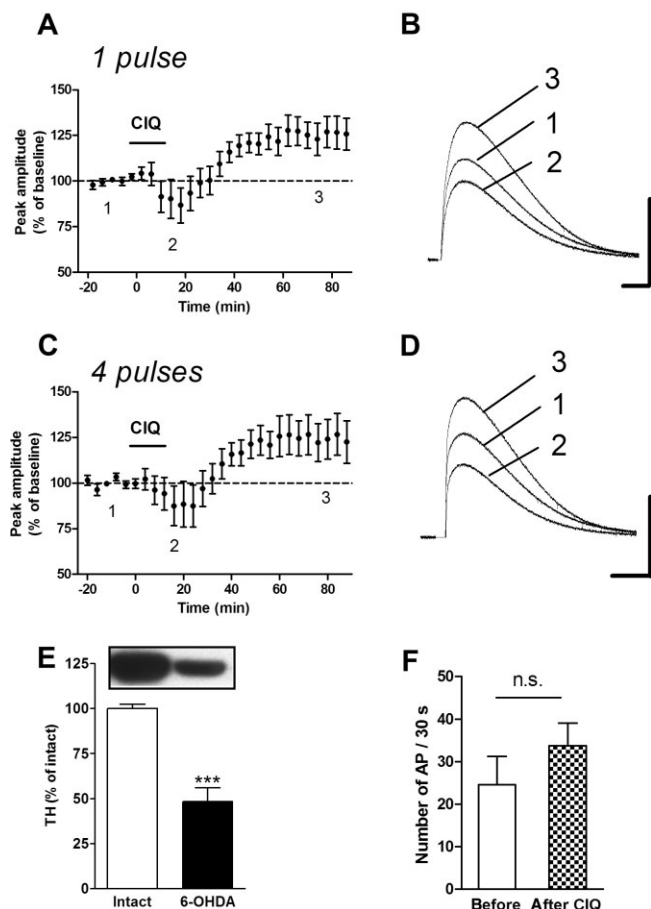 A
1 pulse
CIQ
Peak amplitude
(% of baseline)
150
125
100
75
50
1
2
3
-20 0 20 40 60 80
Time (min)
B
3
1
2
C
4 pulses
CIQ
Peak amplitude
(% of baseline)
150
125
100
75
50
1
2
3
-20 0 20 40 60 80
Time (min)
D
3
1
2
E
TH (% of intact)
125
100
75
50
25
0
***
Intact 6-OHDA
F
n.s.
Number of AP / 30 s
50
40
30
20
10
0
Before After CIQ